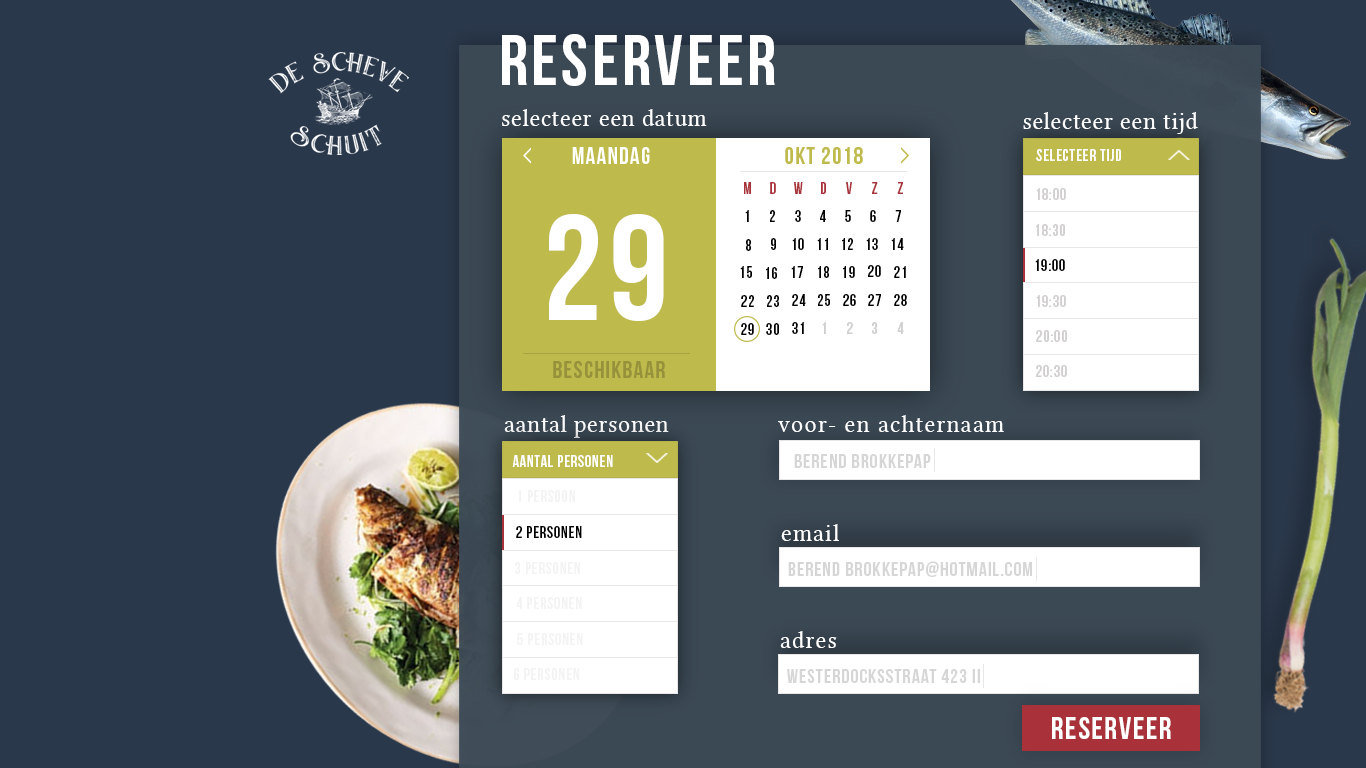 DE SCHEVE
SCHUIT
RESERVEER
selecteer een datum
MAANDAG
29
BESCHIKBAAR
OKT 2018
M D W D V Z Z
1 2 3 4 5 6 7
8 9 10 11 12 13 14
15 16 17 18 19 20 21
22 23 24 25 26 27 28
29 30 31 1 2 3 4
selecteer een tijd
SELECTEER TIJD
18:00
18:30
19:00
19:30
20:00
20:30
aantal personen
AANTAL PERSONEN
1 PERSOON
2 PERSONEN
3 PERSONEN
4 PERSONEN
5 PERSONEN
6 PERSONEN
voor- en achternaam
BEREND BROKKEPAP
email
BEREND BROKKEPAP@HOTMAIL.COM
adres
WESTERDOCKSSTRAAT 423 II
RESERVEER